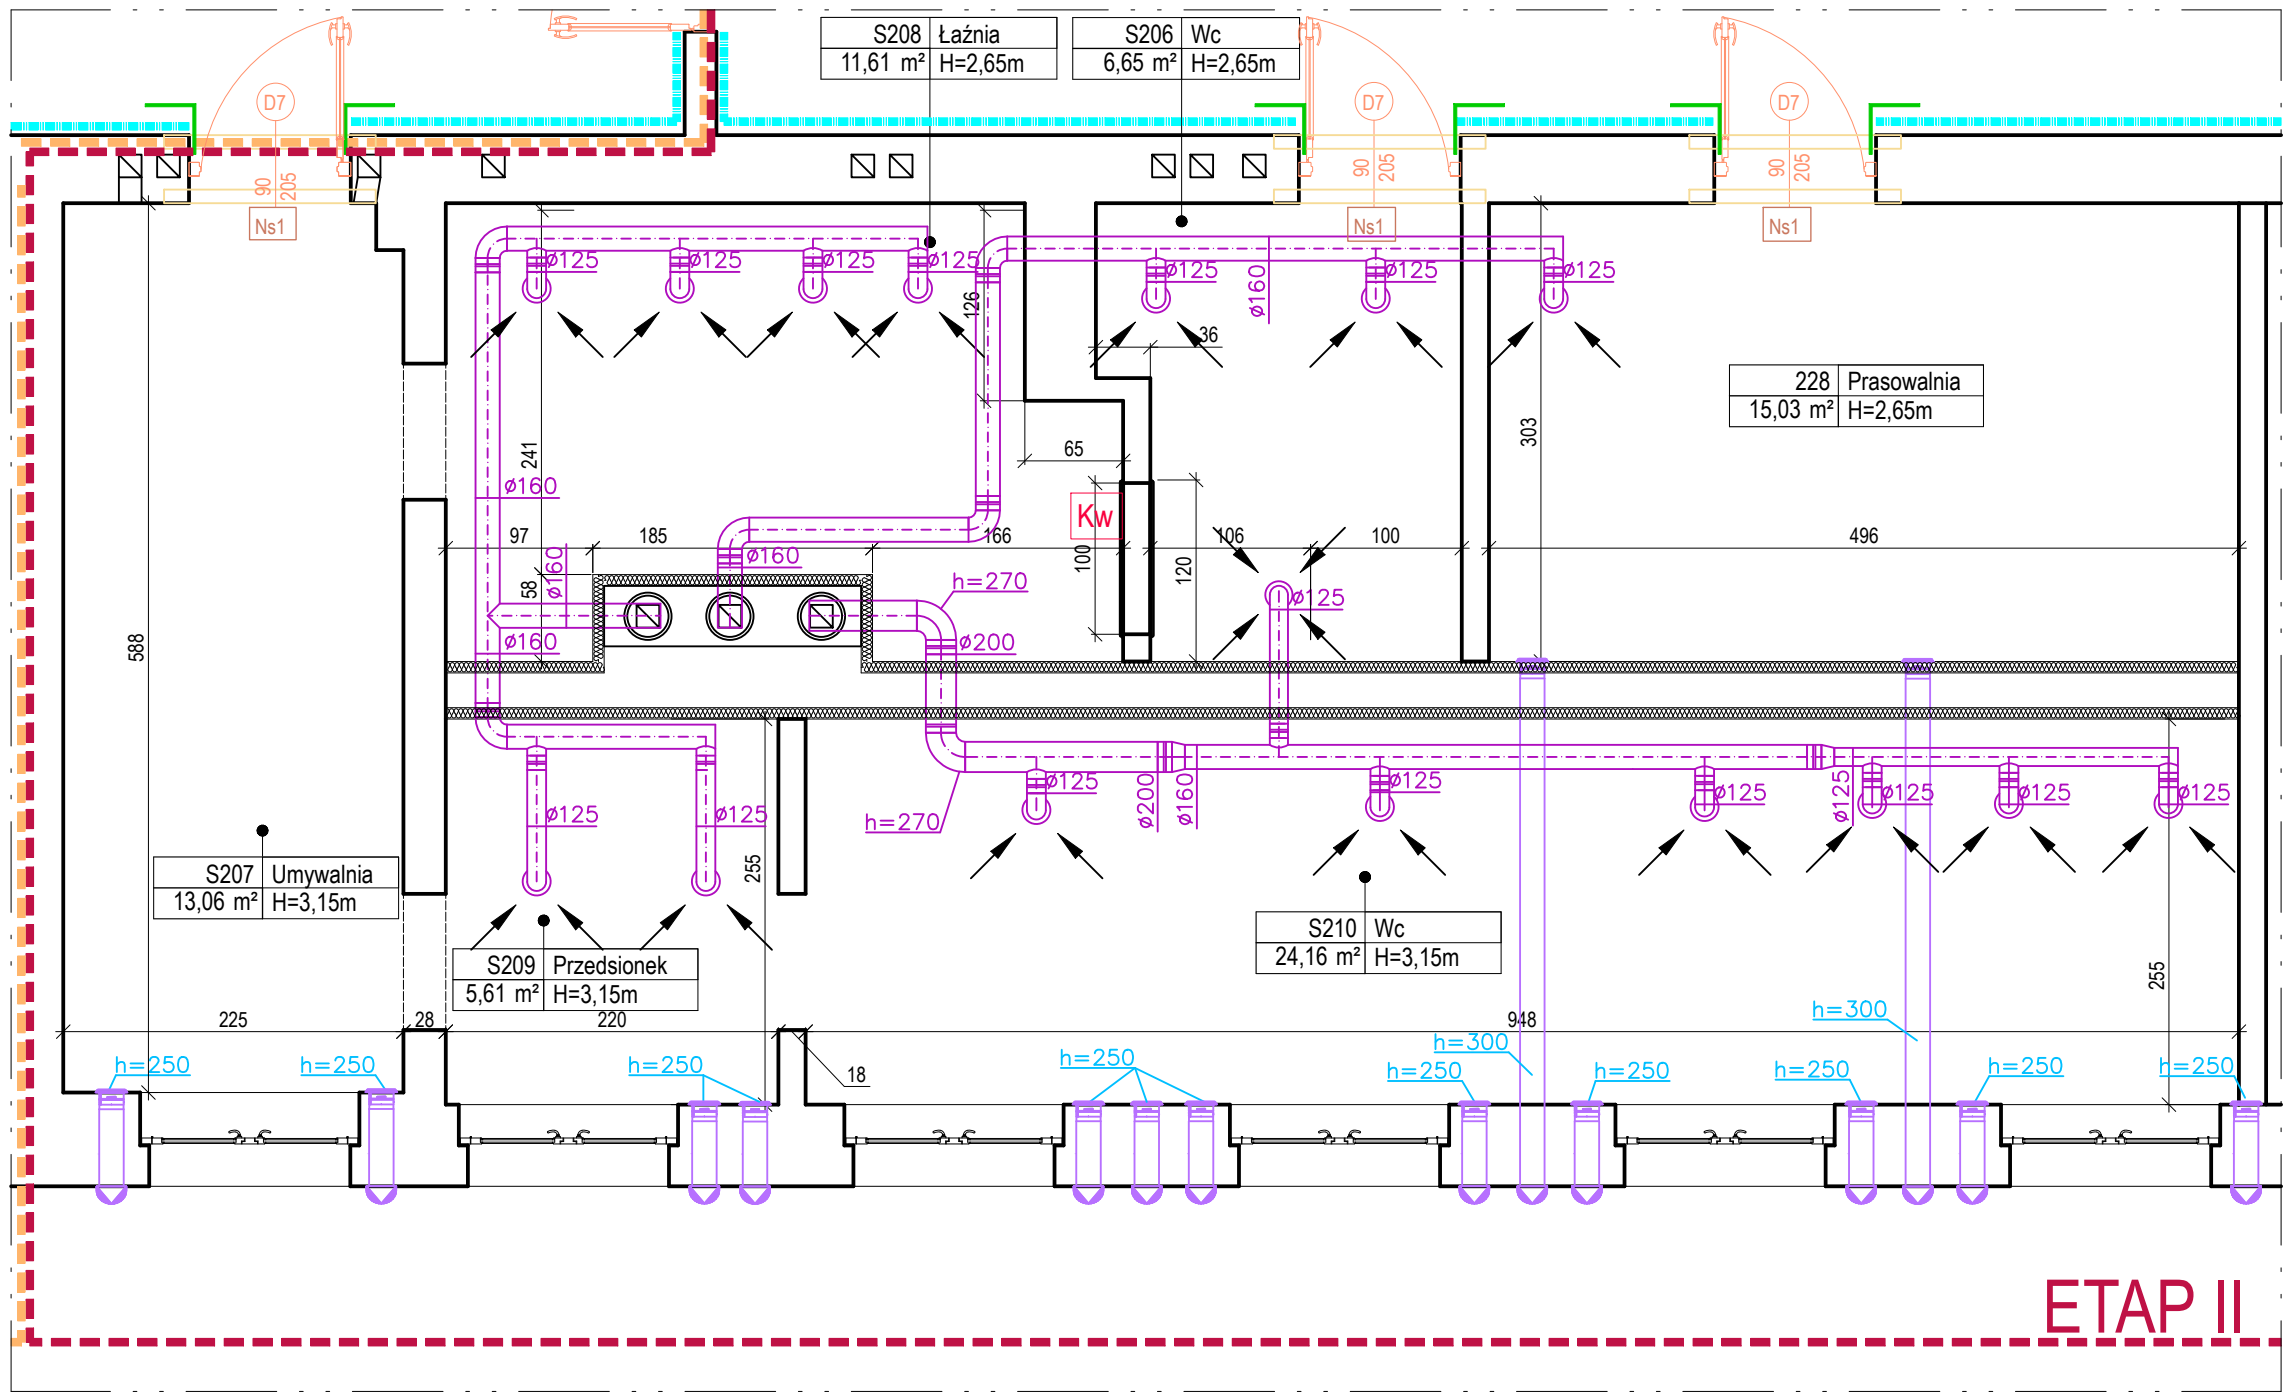 S208 Łaźnia
11,61 m² H=2,65m
S206 Wc
6,65 m² H=2,65m
D7
D7
D7
90
205
90
205
90
205
Ns1
Ns1
Ns1
ø125
ø125
ø125
ø125
ø125
ø160
ø125
ø125
126
36
228 Prasowalnia
15,03 m² H=2,65m
241
65
303
ø160
Kw
97
185
166
106
100
496
ø160
ø160
100
120
58
h=270
ø125
588
ø160
ø200
ø125
ø125
ø125
ø200
ø160
ø125
ø125
ø125
ø125
ø125
ø125
h=270
255
S207 Umywalnia
13,06 m² H=3,15m
S210 Wc
24,16 m² H=3,15m
S209 Przedsionek
5,61 m² H=3,15m
255
225
28
220
948
h=300
h=300
18
h=250
h=250
h=250
h=250
h=250
h=250
h=250
h=250
h=250
ETAP II